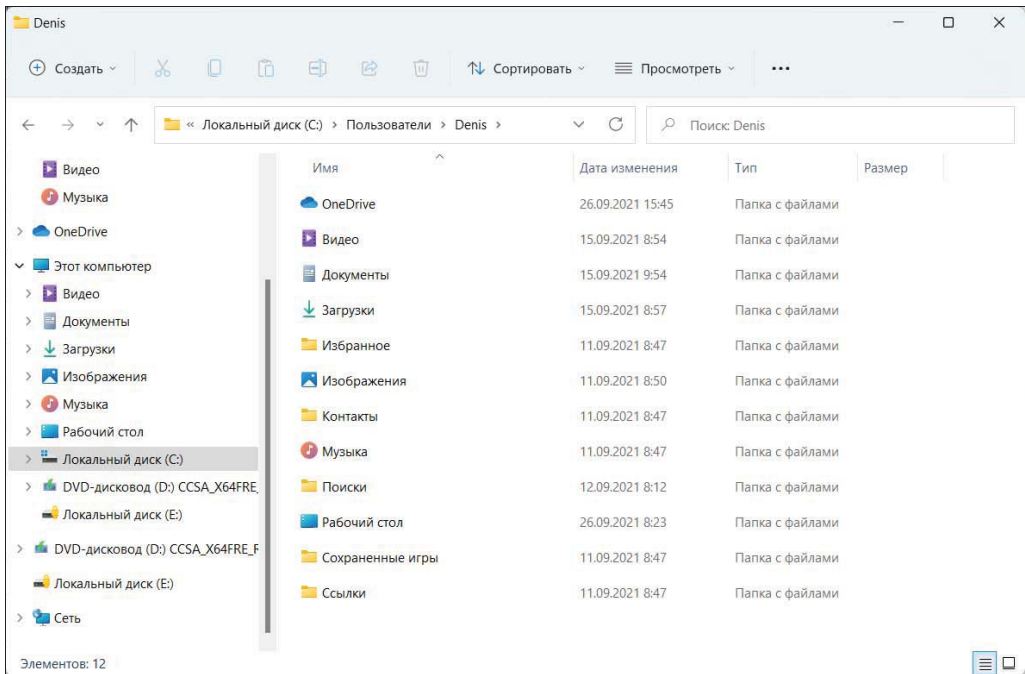 Denis
Создать Сортировать Просмотреть
« Локальный диск (C:) › Пользователи › Denis › Поиск: Denis
Видео
Музыка
OneDrive
Этот компьютер
Видео
Документы
Загрузки
Изображения
Музыка
Рабочий стол
Локальный диск (C:)
DVD-дисковод (D:) CCSA_X64FRE_
Локальный диск (E:)
DVD-дисковод (D:) CCSA_X64FRE_F
Локальный диск (E:)
Сеть
Имя Дата изменения Тип Размер
OneDrive 26.09.2021 15:45 Папка с файлами
Видео 15.09.2021 8:54 Папка с файлами
Документы 15.09.2021 9:54 Папка с файлами
Загрузки 15.09.2021 8:57 Папка с файлами
Избранное 11.09.2021 8:47 Папка с файлами
Изображения 11.09.2021 8:50 Папка с файлами
Контакты 11.09.2021 8:47 Папка с файлами
Музыка 11.09.2021 8:47 Папка с файлами
Поиски 12.09.2021 8:12 Папка с файлами
Рабочий стол 26.09.2021 8:23 Папка с файлами
Сохраненные игры 11.09.2021 8:47 Папка с файлами
Ссылки 11.09.2021 8:47 Папка с файлами
Элементов: 12